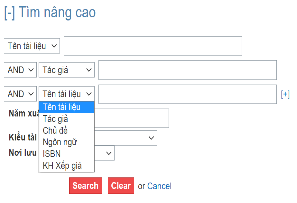 [-] Tìm nâng cao
Tên tài liệu
AND Tác giả
AND Tên tài liệu [+]
Tên tài liệu
Tác giả
Chủ đề
Ngôn ngữ
ISBN
KH Xếp giá
Năm xuấ
Kiểu tài
Nơi lưu
Search Clear or Cancel